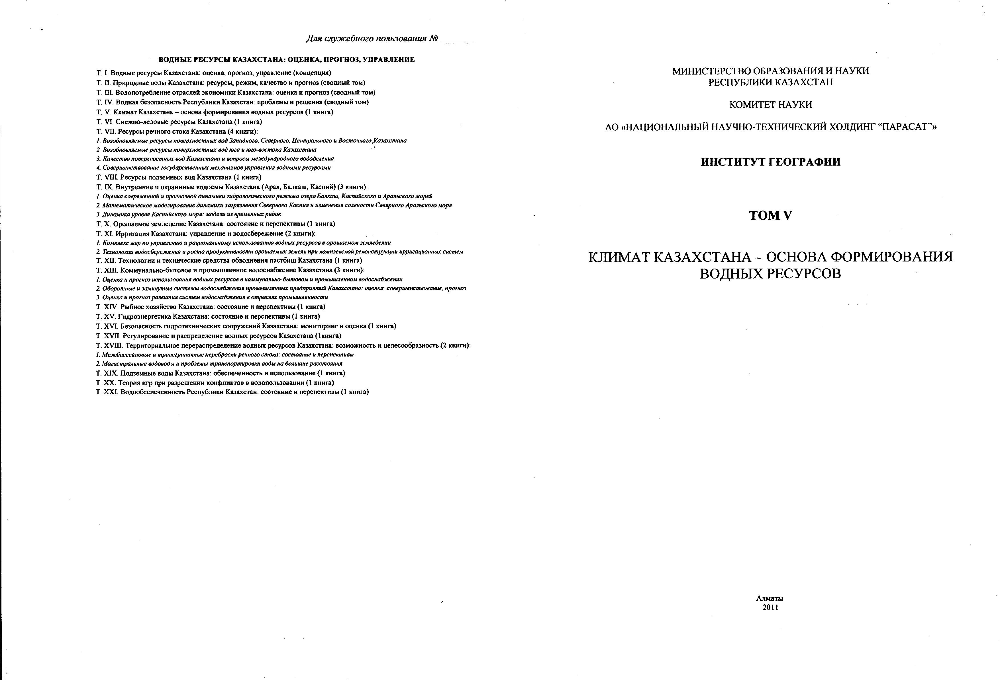 Для служебного пользования № ______
ВОДНЫЕ РЕСУРСЫ КАЗАХСТАНА: ОЦЕНКА, ПРОГНОЗ, УПРАВЛЕНИЕ
Т. I. Водные ресурсы Казахстана: оценка, прогноз, управление (концепция)
Т. II. Природные воды Казахстана: ресурсы, режим, качество и прогноз (сводный том)
Т. III. Водопотребление отраслей экономики Казахстана: оценка и прогноз (сводный том)
Т. IV. Водная безопасность Республики Казахстан: проблемы и решения (сводный том)
Т. V. Климат Казахстана – основа формирования водных ресурсов (1 книга)
Т. VI. Снежно-ледовые ресурсы Казахстана (1 книга)
Т. VII. Ресурсы речного стока Казахстана (4 книги):
1. Возобновляемые ресурсы поверхностных вод Западного, Северного, Центрального и Восточного Казахстана
2. Возобновляемые ресурсы поверхностных вод юга и юго-востока Казахстана
3. Качество поверхностных вод Казахстана и вопросы международного вододеления
4. Совершенствование государственных механизмов управления водными ресурсами
Т. VIII. Ресурсы подземных вод Казахстана (1 книга)
Т. IX. Внутренние и окраинные водоемы Казахстана (Арал, Балкаш, Каспий) (3 книги):
1. Оценка современной и прогнозной динамики гидрологического режима озера Балкаш, Каспийского и Аральского морей
2. Математическое моделирование динамики загрязнения Северного Каспия и изменения солености Северного Аральского моря
3. Динамика уровня Каспийского моря: модели из временных рядов
Т. X. Орошаемое земледелие Казахстана: состояние и перспективы (1 книга)
Т. XI. Ирригация Казахстана: управление и водосбережение (2 книги):
1. Комплекс мер по управлению и рациональному использованию водных ресурсов в орошаемом земледелии
2. Технологии водосбережения и роста продуктивности орошаемых земель при комплексной реконструкции ирригационных систем
Т. XII. Технологии и технические средства обводнения пастбищ Казахстана (1 книга)
Т. XIII. Коммунально-бытовое и промышленное водоснабжение Казахстана (3 книги):
1. Оценка и прогноз использования водных ресурсов в коммунально-бытовом и промышленном водоснабжении
2. Оборотные и замкнутые системы водоснабжения промышленных предприятий Казахстана: оценка, совершенствование, прогноз
3. Оценка и прогноз развития систем водоснабжения в отраслях промышленности
Т. XIV. Рыбное хозяйство Казахстана: состояние и перспективы (1 книга)
Т. XV. Гидроэнергетика Казахстана: состояние и перспективы (1 книга)
Т. XVI. Безопасность гидротехнических сооружений Казахстана: мониторинг и оценка (1 книга)
Т. XVII. Регулирование и распределение водных ресурсов Казахстана (1книга)
Т. XVIII. Территориальное перераспределение водных ресурсов Казахстана: возможность и целесообразность (2 книги):
1. Межбассейновые и трансграничные переброски речного стока: состояние и перспективы
2. Магистральные водоводы и проблемы транспортировки воды на большие расстояния
Т. XIX. Подземные воды Казахстана: обеспеченность и использование (1 книга)
Т. XX. Теория игр при разрешении конфликтов в водопользовании (1 книга)
Т. XXI. Водообеспеченность Республики Казахстан: состояние и перспективы (1 книга)
МИНИСТЕРСТВО ОБРАЗОВАНИЯ И НАУКИ
РЕСПУБЛИКИ КАЗАХСТАН
КОМИТЕТ НАУКИ
АО «НАЦИОНАЛЬНЫЙ НАУЧНО-ТЕХНИЧЕСКИЙ ХОЛДИНГ “ПАРАСАТ”»
ИНСТИТУТ ГЕОГРАФИИ
ТОМ V
КЛИМАТ КАЗАХСТАНА – ОСНОВА ФОРМИРОВАНИЯ
ВОДНЫХ РЕСУРСОВ
Алматы
2011